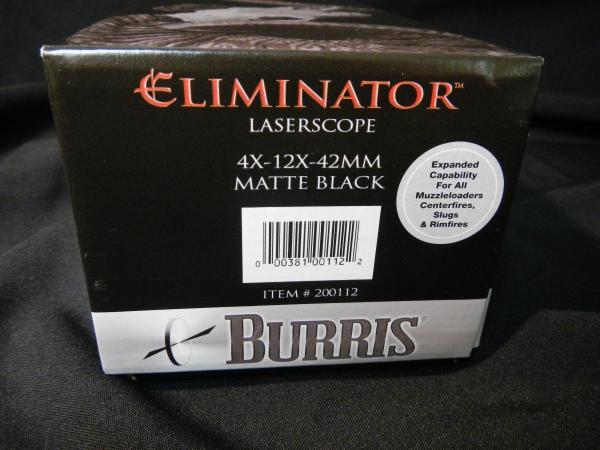 ELIMINATOR™
LASERSCOPE
4X-12X-42MM
MATTE BLACK
Expanded
Capability
For All
Muzzleloaders
Centerfires,
Slugs
& Rimfires
0 00381 00112 2
ITEM # 200112
BURRIS®